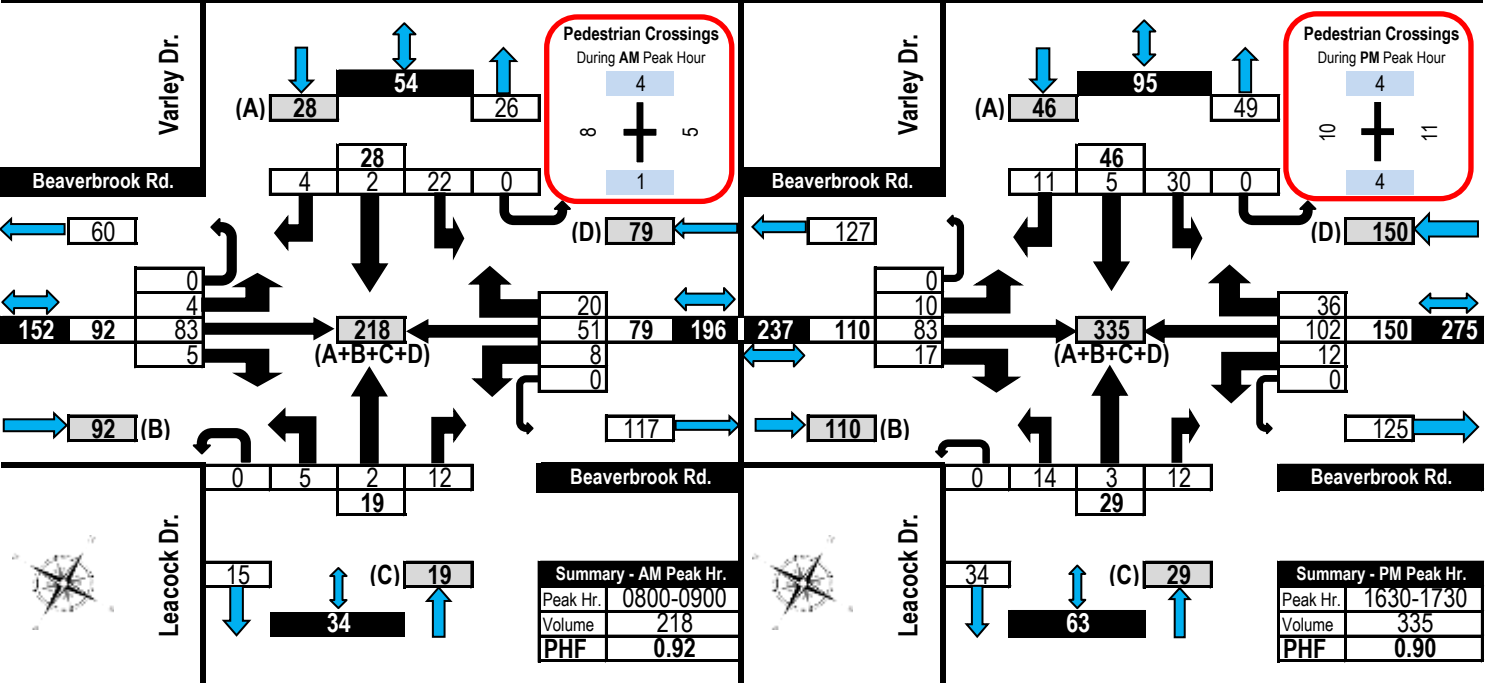 Varley Dr.
Pedestrian Crossings
During AM Peak Hour
4
8
5
1
54
(A) 28
26
28
4 2 22 0
Beaverbrook Rd.
60
(D) 79
0
4
152 92 83
5
218
(A+B+C+D)
20
51 79 196
8
0
92 (B)
117
0 5 2 12
19
Beaverbrook Rd.
Leacock Dr.
15
(C) 19
34
Summary - AM Peak Hr.
Peak Hr. 0800-0900
Volume 218
PHF 0.92
Varley Dr.
Pedestrian Crossings
During PM Peak Hour
4
10
11
4
95
(A) 46
49
46
11 5 30 0
Beaverbrook Rd.
127
(D) 150
0
10
237 110 83
17
335
(A+B+C+D)
36
102 150 275
12
0
110 (B)
125
0 14 3 12
29
Beaverbrook Rd.
Leacock Dr.
34
(C) 29
63
Summary - PM Peak Hr.
Peak Hr. 1630-1730
Volume 335
PHF 0.90